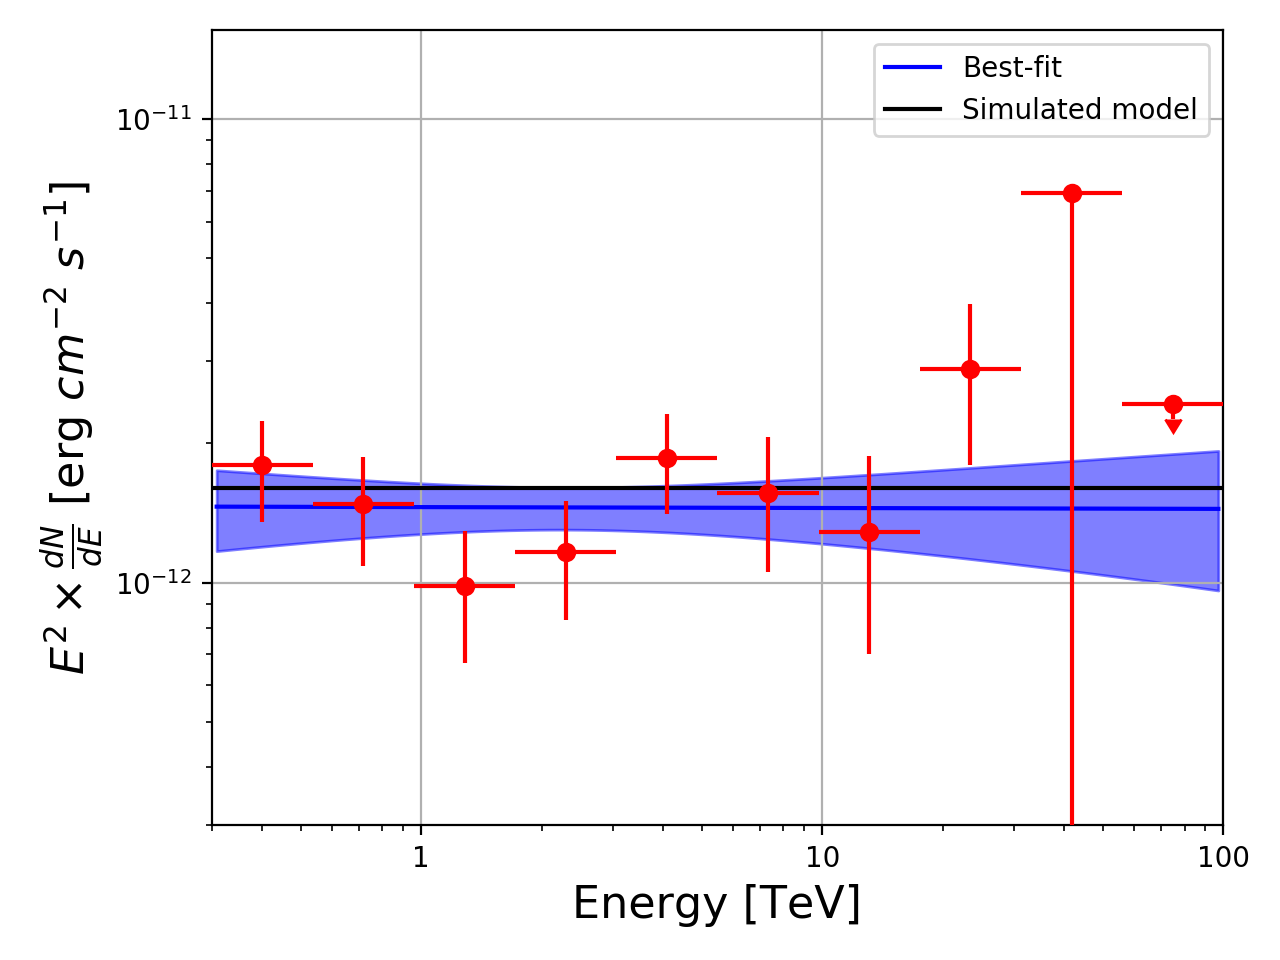 Best-fit
Simulated model
10⁻¹¹
10⁻¹²
E² × dN/dE [erg cm⁻² s⁻¹]
1 10 100
Energy [TeV]